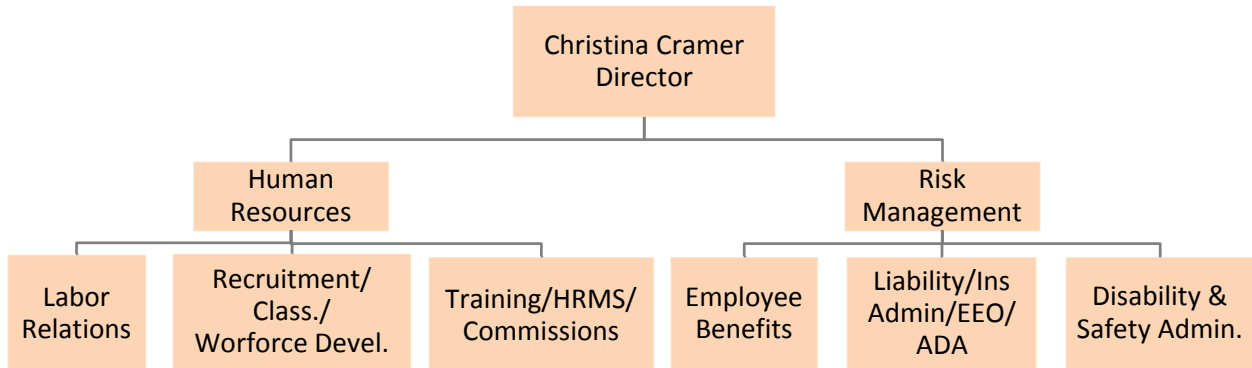 Christina Cramer
Director
Human
Resources
Risk
Management
Labor
Relations
Recruitment/
Class./
Worforce Devel.
Training/HRMS/
Commissions
Employee
Benefits
Liability/Ins
Admin/EEO/
ADA
Disability &
Safety Admin.